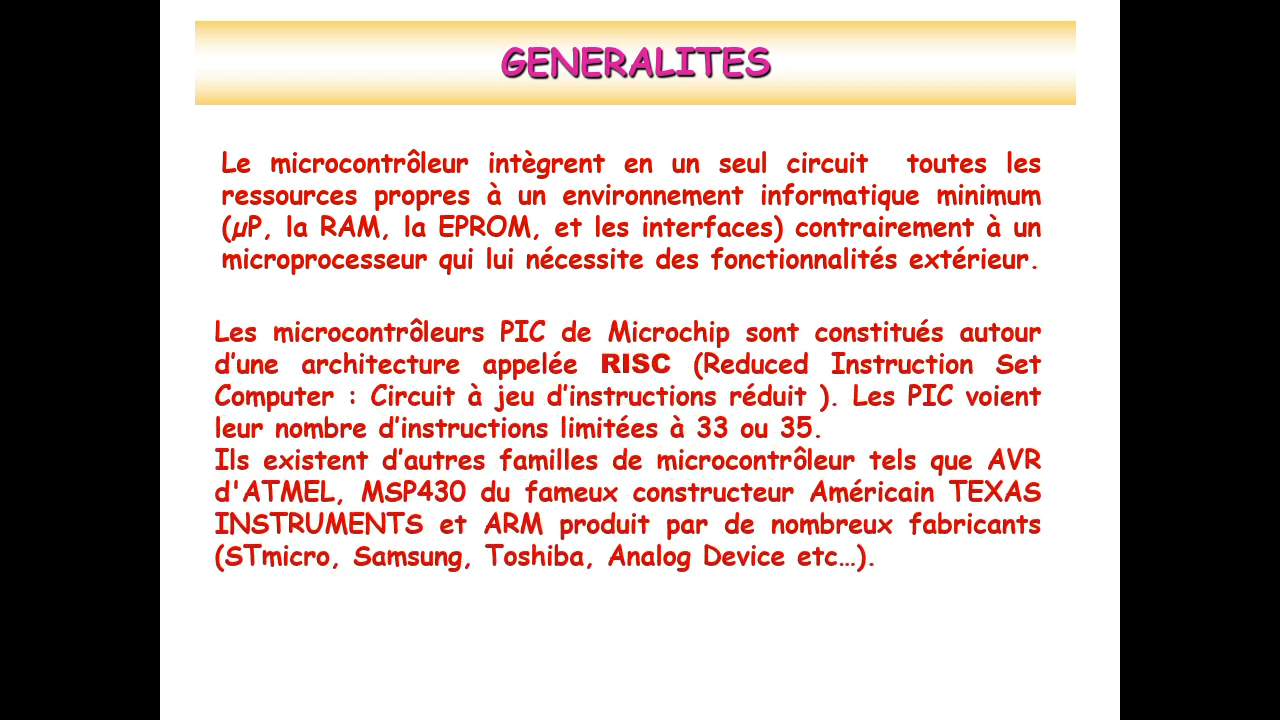 GENERALITES
Le microcontrôleur intègrent en un seul circuit toutes les
ressources propres à un environnement informatique minimum
(µP, la RAM, la EPROM, et les interfaces) contrairement à un
microprocesseur qui lui nécessite des fonctionnalités extérieur.
Les microcontrôleurs PIC de Microchip sont constitués autour
d’une architecture appelée RISC (Reduced Instruction Set
Computer : Circuit à jeu d’instructions réduit ). Les PIC voient
leur nombre d’instructions limitées à 33 ou 35.
Ils existent d’autres familles de microcontrôleur tels que AVR
d'ATMEL, MSP430 du fameux constructeur Américain TEXAS
INSTRUMENTS et ARM produit par de nombreux fabricants
(STmicro, Samsung, Toshiba, Analog Device etc…).